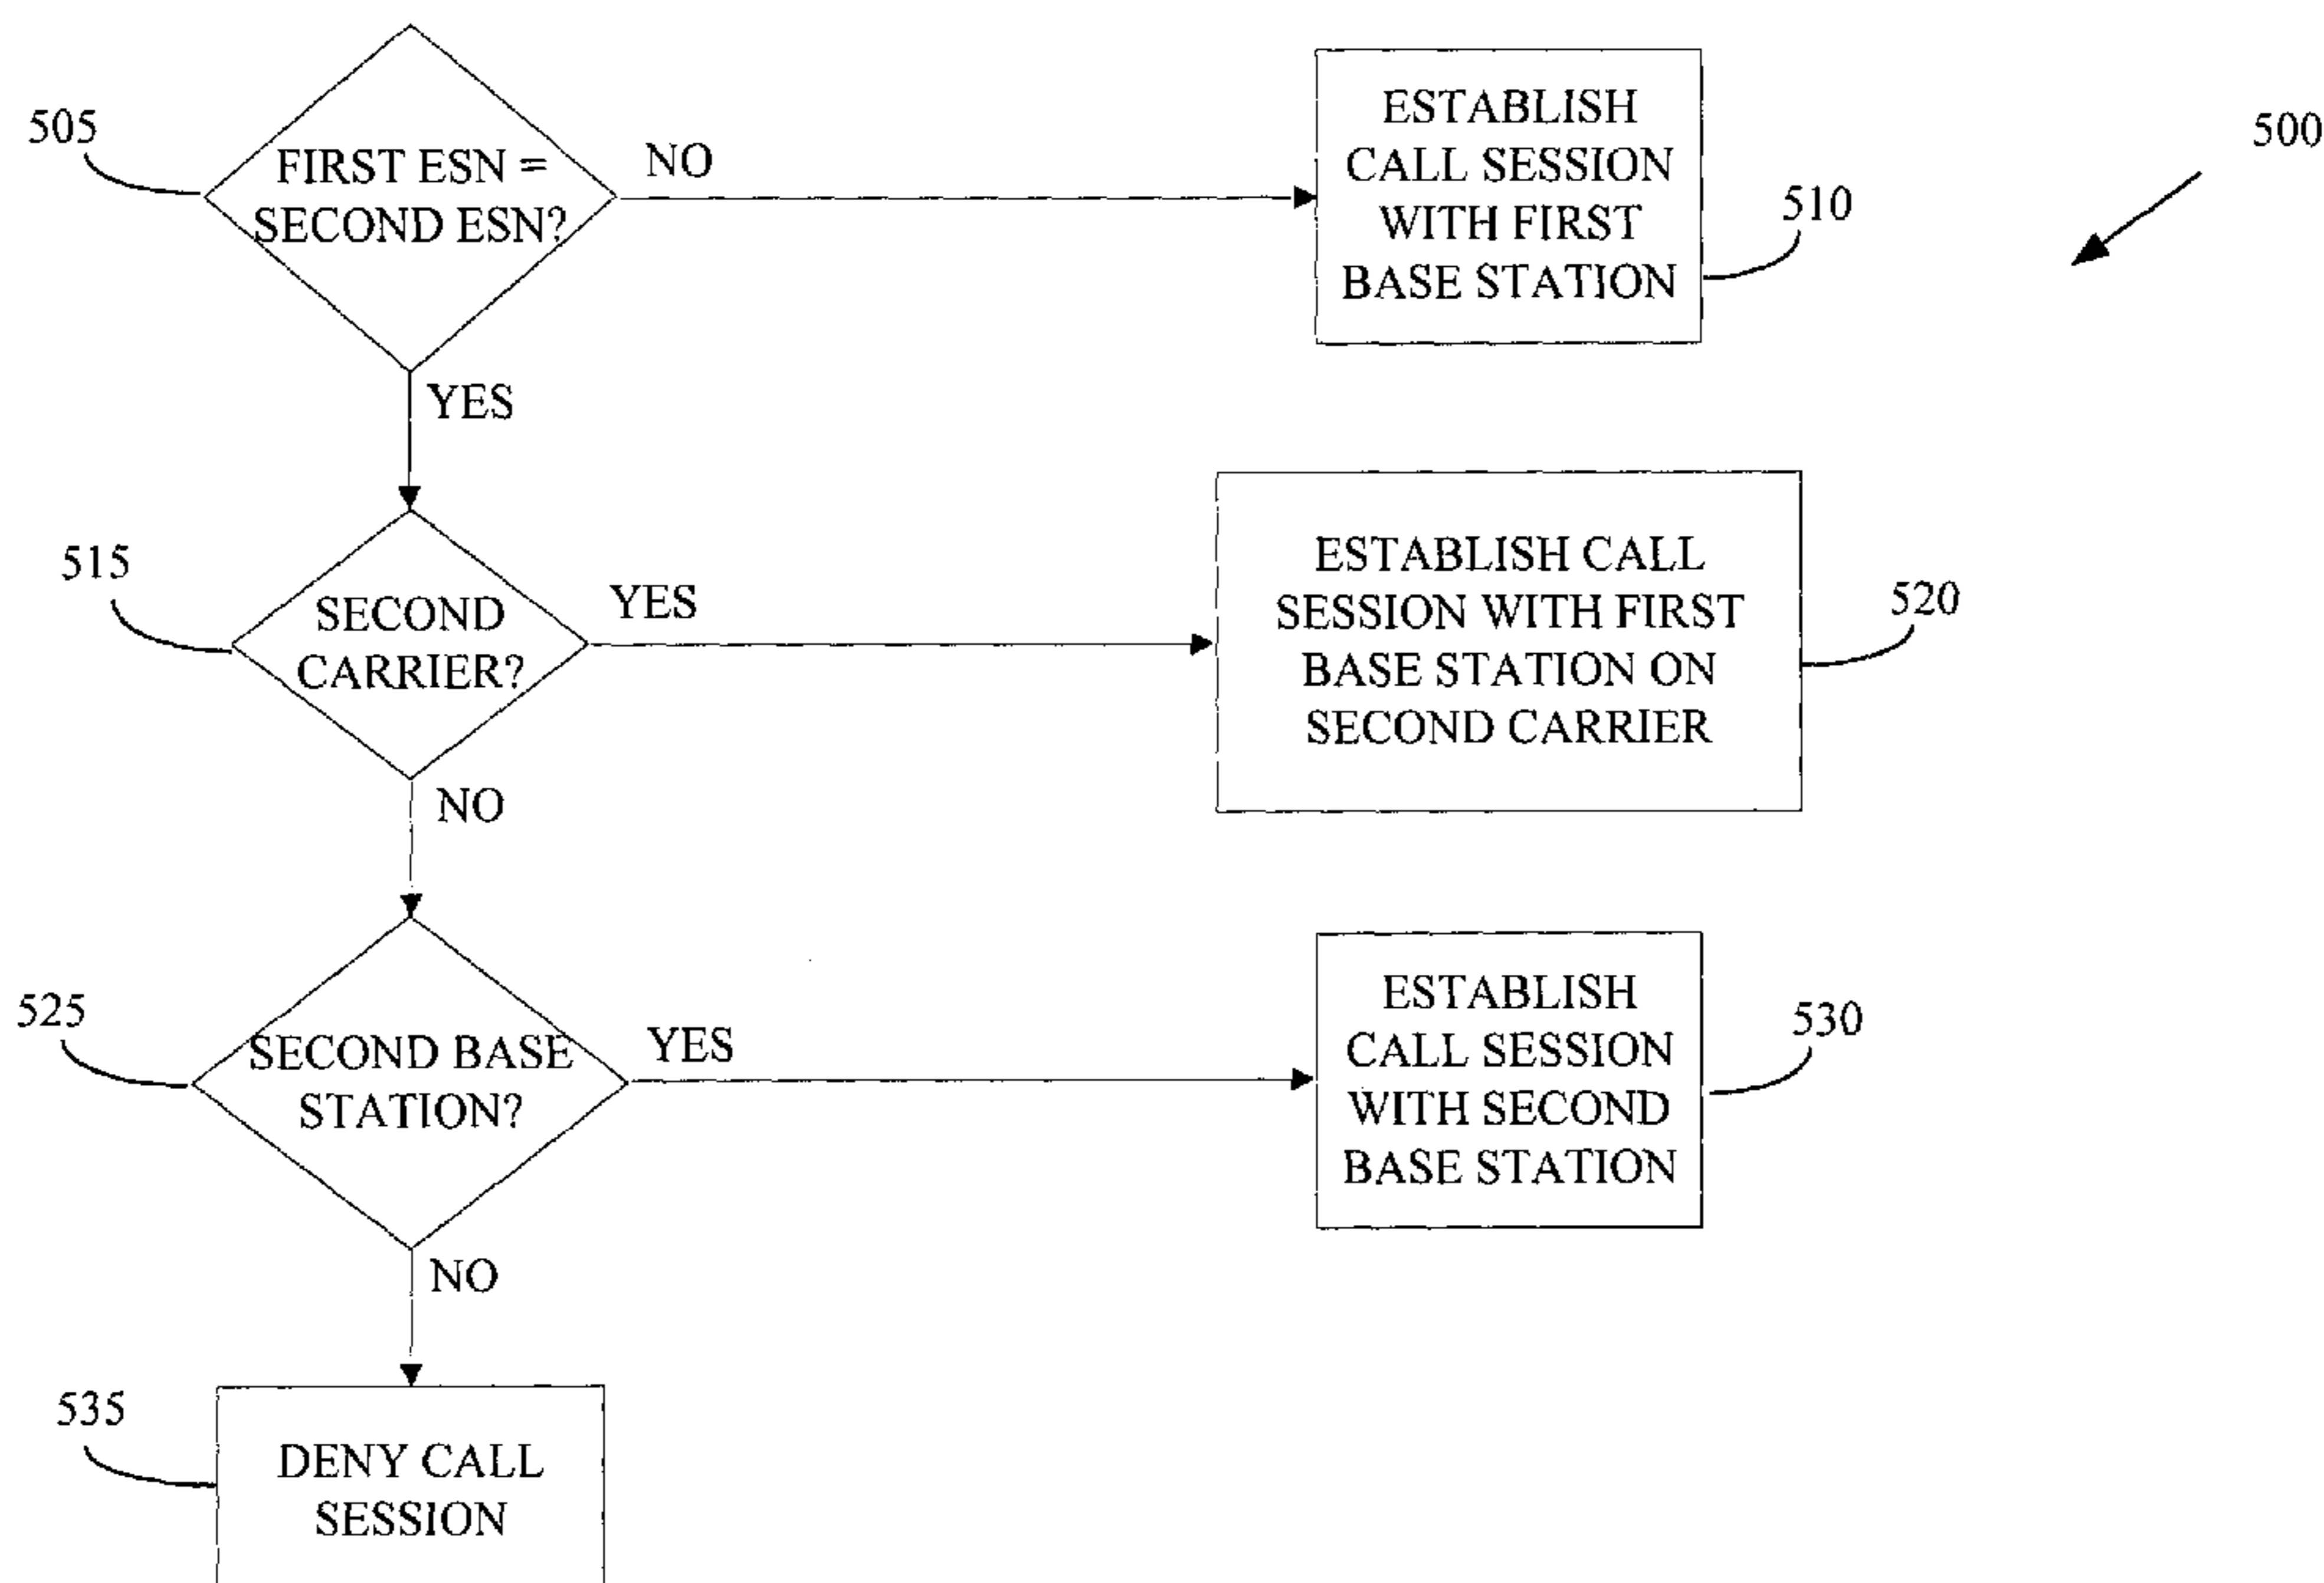 505
FIRST ESN =
SECOND ESN?
NO
ESTABLISH
CALL SESSION
WITH FIRST
BASE STATION
510
500
YES
515
SECOND
CARRIER?
YES
ESTABLISH CALL
SESSION WITH FIRST
BASE STATION ON
SECOND CARRIER
520
NO
525
SECOND BASE
STATION?
YES
ESTABLISH
CALL SESSION
WITH SECOND
BASE STATION
530
NO
535
DENY CALL
SESSION